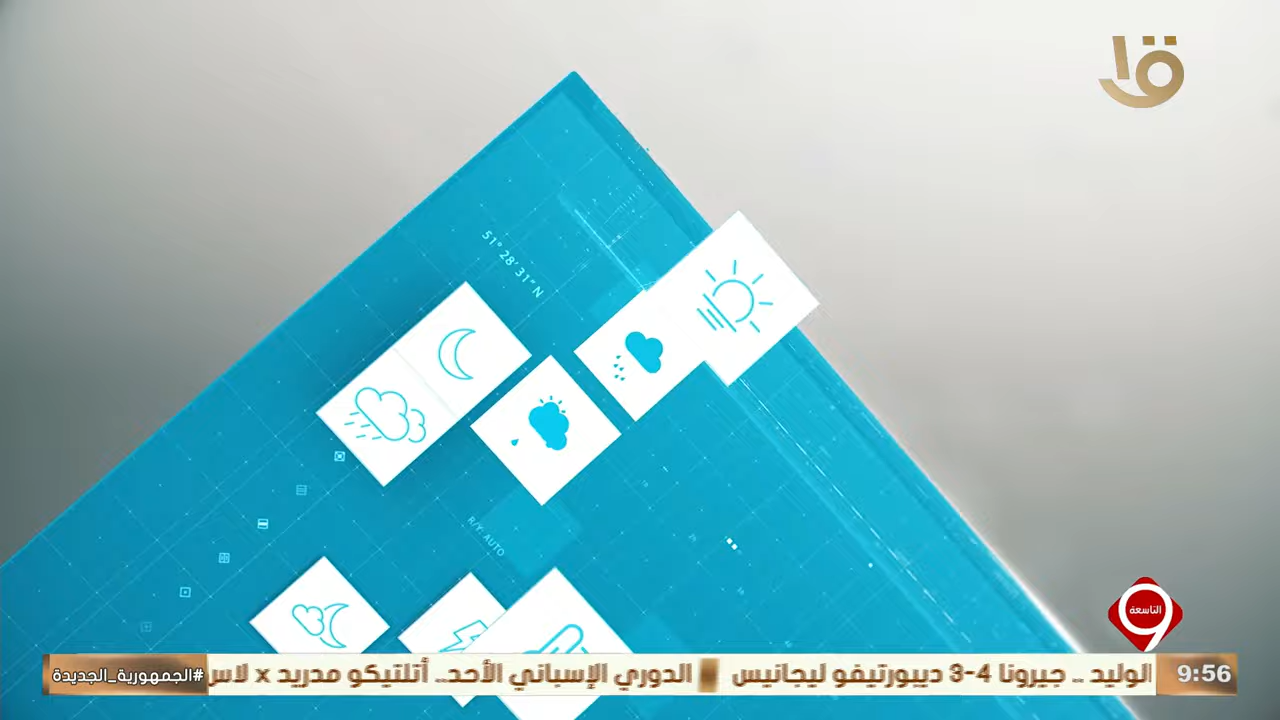 51° 28' 31" N
R/Y: AUTO
التاسعة
9
الوليد .. جيرونا 4-3 ديبورتيفو ليجانيس
الدوري الإسباني الأحد.. أتلتيكو مدريد x لاس
#الجمهورية_الجديدة
9:56